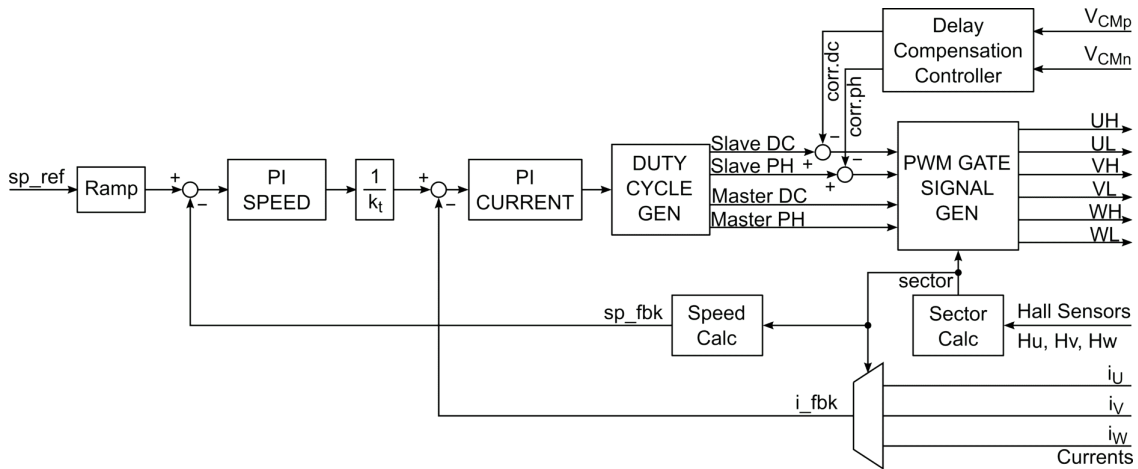 Delay
Compensation
Controller
V_CMp
V_CMn
corr.dc
corr.ph
sp_ref
Ramp
+
−
PI
SPEED
1
k_t
+
−
PI
CURRENT
DUTY
CYCLE
GEN
Slave DC
Slave PH
Master DC
Master PH
−
+
−
+
PWM GATE
SIGNAL
GEN
UH
UL
VH
VL
WH
WL
sector
sp_fbk
Speed
Calc
Sector
Calc
Hall Sensors
Hu, Hv, Hw
i_fbk
i_U
i_V
i_W
Currents